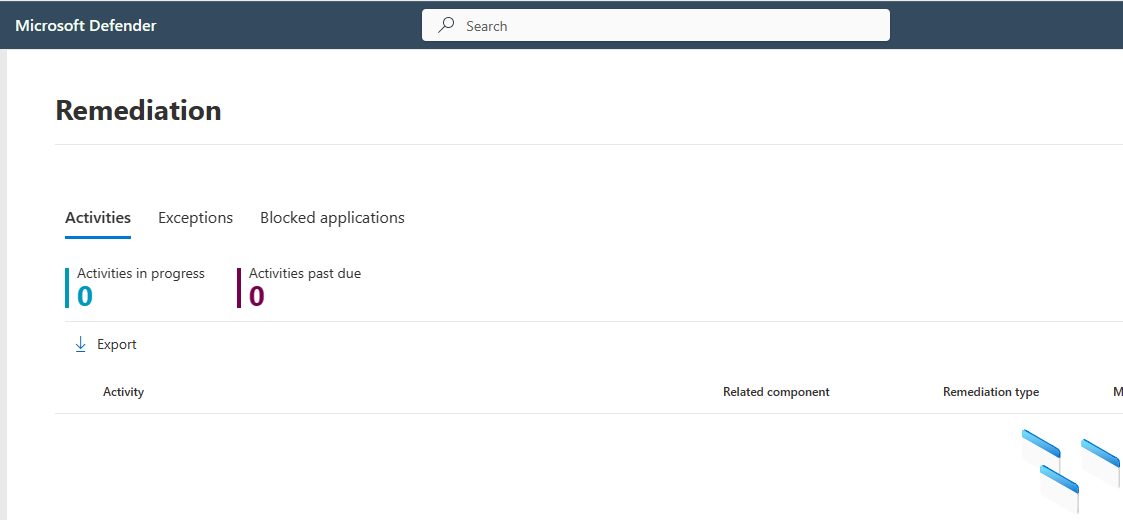 Microsoft Defender
Search
Remediation
Activities Exceptions Blocked applications
Activities in progress Activities past due
0 0
Export
Activity Related component Remediation type M